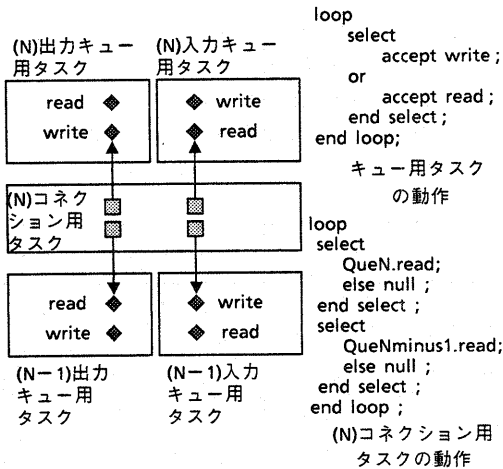 (N)出力キュー
用タスク
read
write
(N)入力キュー
用タスク
write
read
(N)コネク
ション用
タスク
read
write
(N−1)出力
キュー用
タスク
write
read
(N−1)入力
キュー用
タスク
loop
select
accept write ;
or
accept read ;
end select ;
end loop;
キュー用タスク
の動作
loop
select
QueN.read;
else null ;
end select ;
select
QueNminus1.read;
else null ;
end select ;
end loop ;
(N)コネクション用
タスクの動作